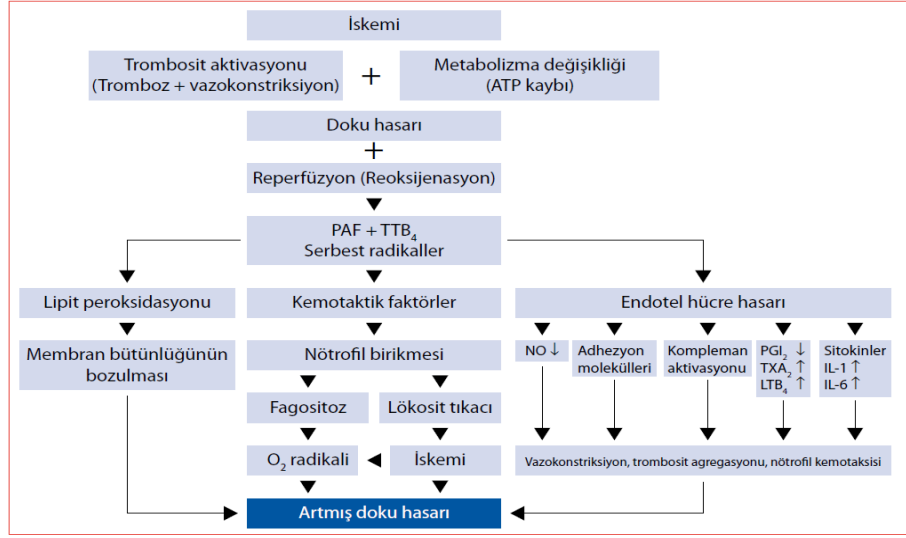 İskemi
Trombosit aktivasyonu
(Tromboz + vazokonstriksiyon)
+
Metabolizma değişikliği
(ATP kaybı)
Doku hasarı
+
Reperfüzyon (Reoksijenasyon)
PAF + TTB₄
Serbest radikaller
Lipit peroksidasyonu
Kemotaktik faktörler
Endotel hücre hasarı
Membran bütünlüğünün
bozulması
Nötrofil birikmesi
NO ↓
Adhezyon
molekülleri
Kompleman
aktivasyonu
PGI₂ ↓
TXA₂ ↑
LTB₄ ↑
Sitokinler
IL-1 ↑
IL-6 ↑
Fagositoz
Lökosit tıkacı
O₂ radikali
İskemi
Vazokonstriksiyon, trombosit agregasyonu, nötrofil kemotaksisi
Artmış doku hasarı